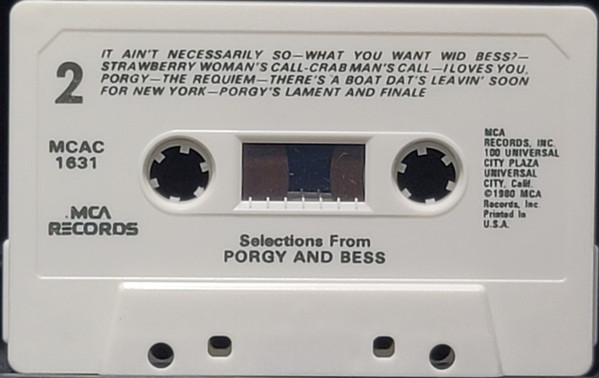 2
IT AIN'T NECESSARILY SO—WHAT YOU WANT WID BESS?—
STRAWBERRY WOMAN'S CALL-CRAB MAN'S CALL—I LOVES YOU,
PORGY—THE REQUIEM—THERE'S A BOAT DAT'S LEAVIN' SOON
FOR NEW YORK—PORGY'S LAMENT AND FINALE
MCAC
1631
MCA
RECORDS
MCA
RECORDS, INC.
100 UNIVERSAL
CITY PLAZA
UNIVERSAL
CITY, Calif.
©1980 MCA
Records, Inc.
Printed In
U.S.A.
Selections From
PORGY AND BESS